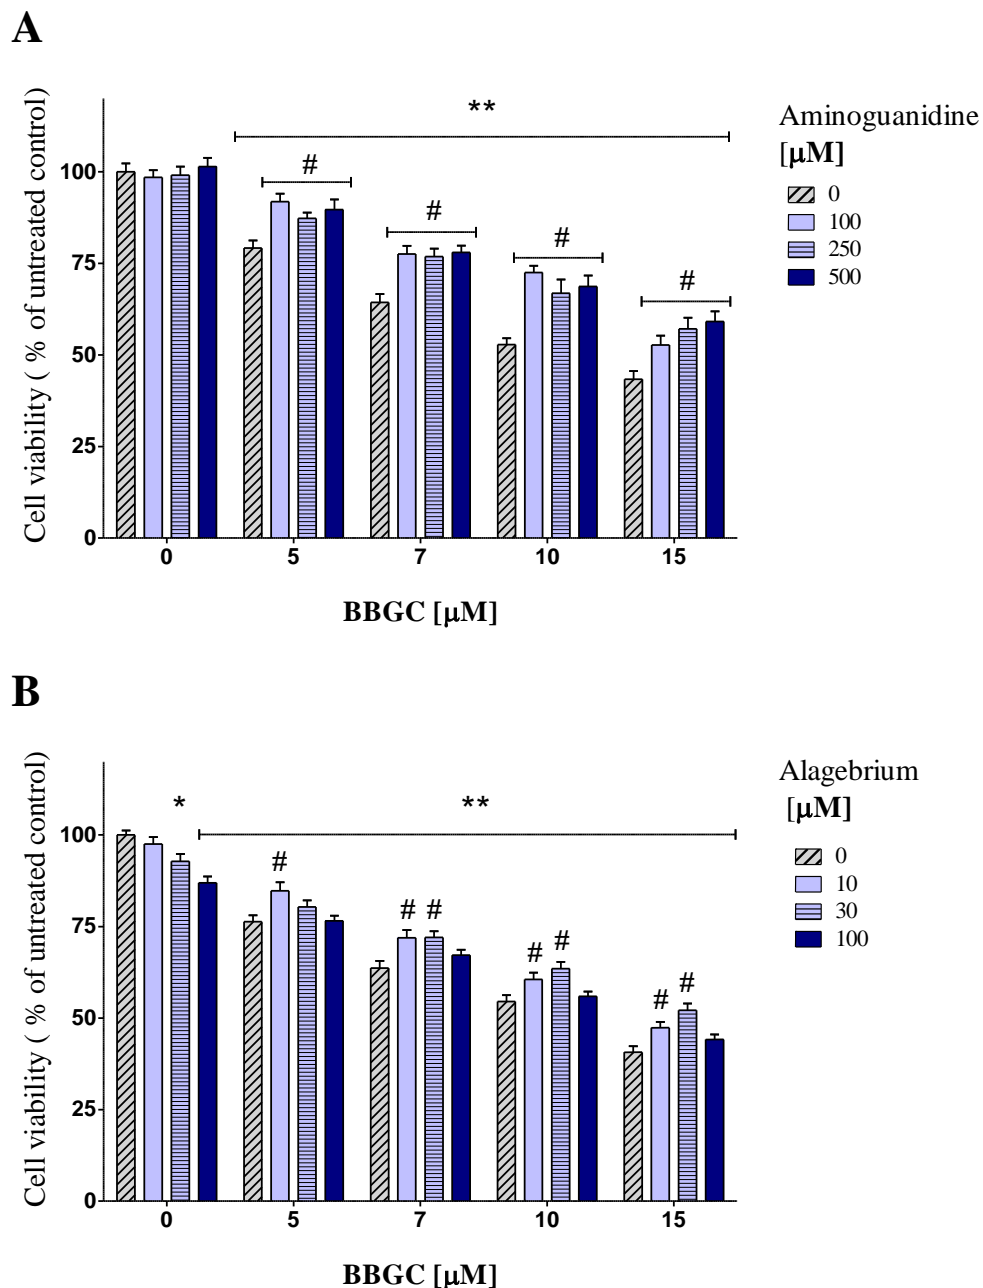 A
**
Aminoguanidine
[μM]
0
100
250
500
#
#
#
#
Cell viability ( % of untreated control)
100
75
50
25
0
0 5 7 10 15
BBGC [μM]
B
Alagebrium
[μM]
0
10
30
100
* **
#
# #
# #
# #
Cell viability ( % of untreated control)
100
75
50
25
0
0 5 7 10 15
BBGC [μM]